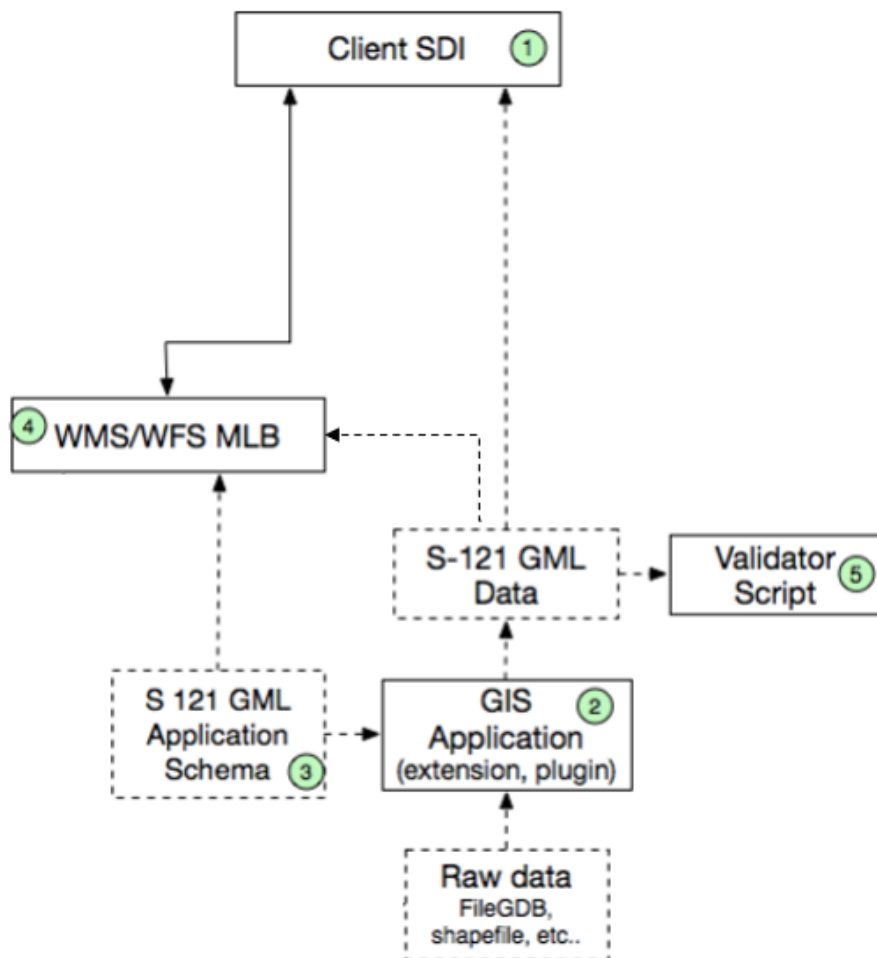 Client SDI
1
4
WMS/WFS MLB
S-121 GML
Data
Validator
Script
5
S 121 GML
Application
Schema
3
GIS
Application
(extension, plugin)
2
Raw data
FileGDB,
shapefile, etc..